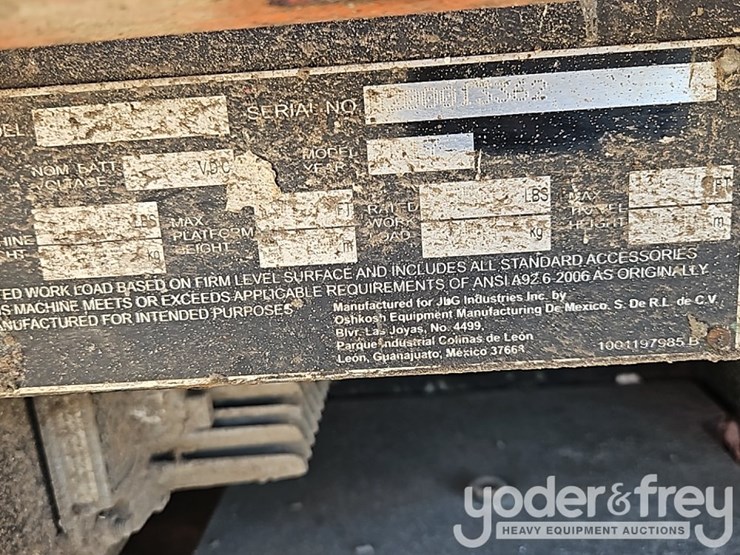 SERIAL NO.
NOM. BATT. VDC MODEL
VOLTAGE YEAR
LBS MAX FT RATED LBS MAX FT
PLATFORM WORK
kg HEIGHT m LOAD kg HEIGHT m
WORK LOAD BASED ON FIRM LEVEL SURFACE AND INCLUDES ALL STANDARD ACCESSORIES
MACHINE MEETS OR EXCEEDS APPLICABLE REQUIREMENTS OF ANSI A92.6-2006 AS ORIGINALLY
FOR INTENDED PURPOSES
Manufactured for JLG Industries Inc. by
Oshkosh Equipment Manufacturing De Mexico. S. De R.L. de C.V.
Blvr. Las Joyas, No. 4499,
Parque Industrial Colinas de León
León, Guanajuato, México 37668
1001197985 B
yoder&frey
HEAVY EQUIPMENT AUCTIONS